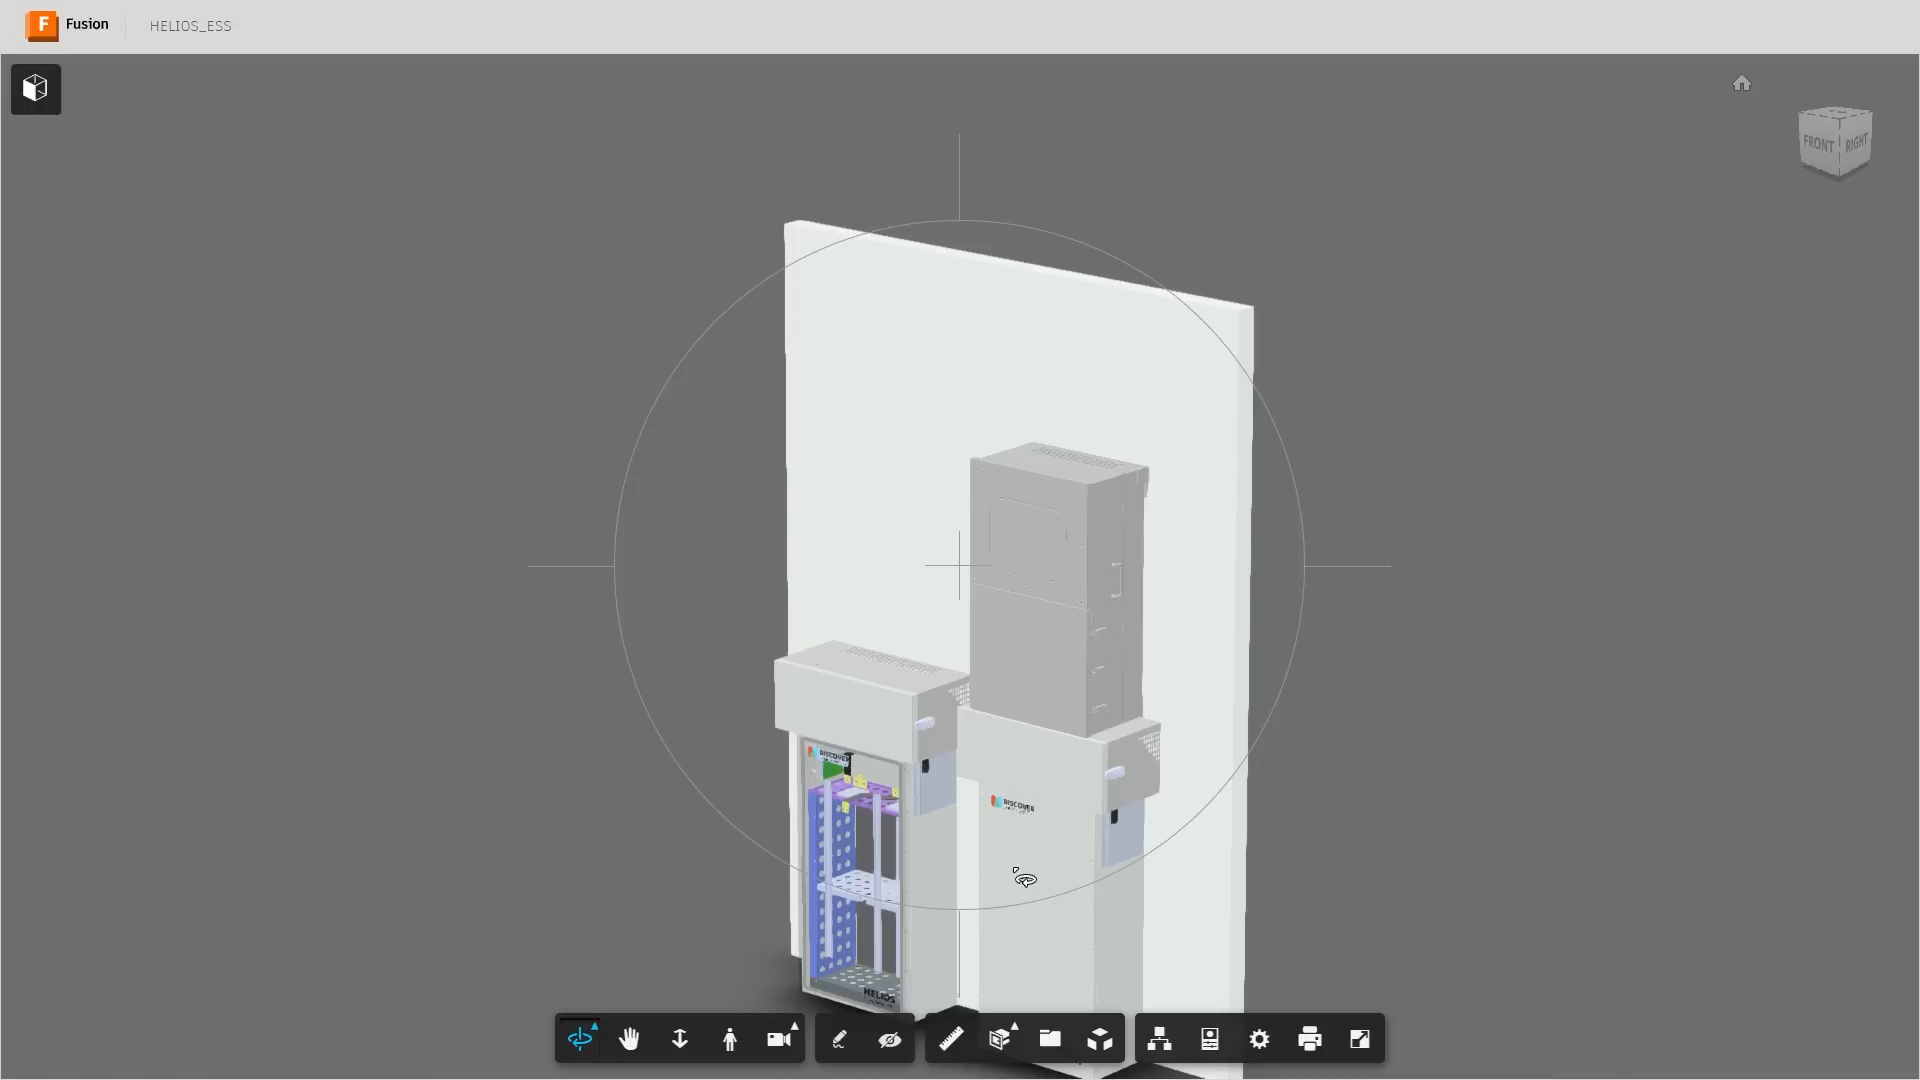 F Fusion HELIOS_ESS
FRONT RIGHT
DISCOVER
DISCOVER
HELIOS